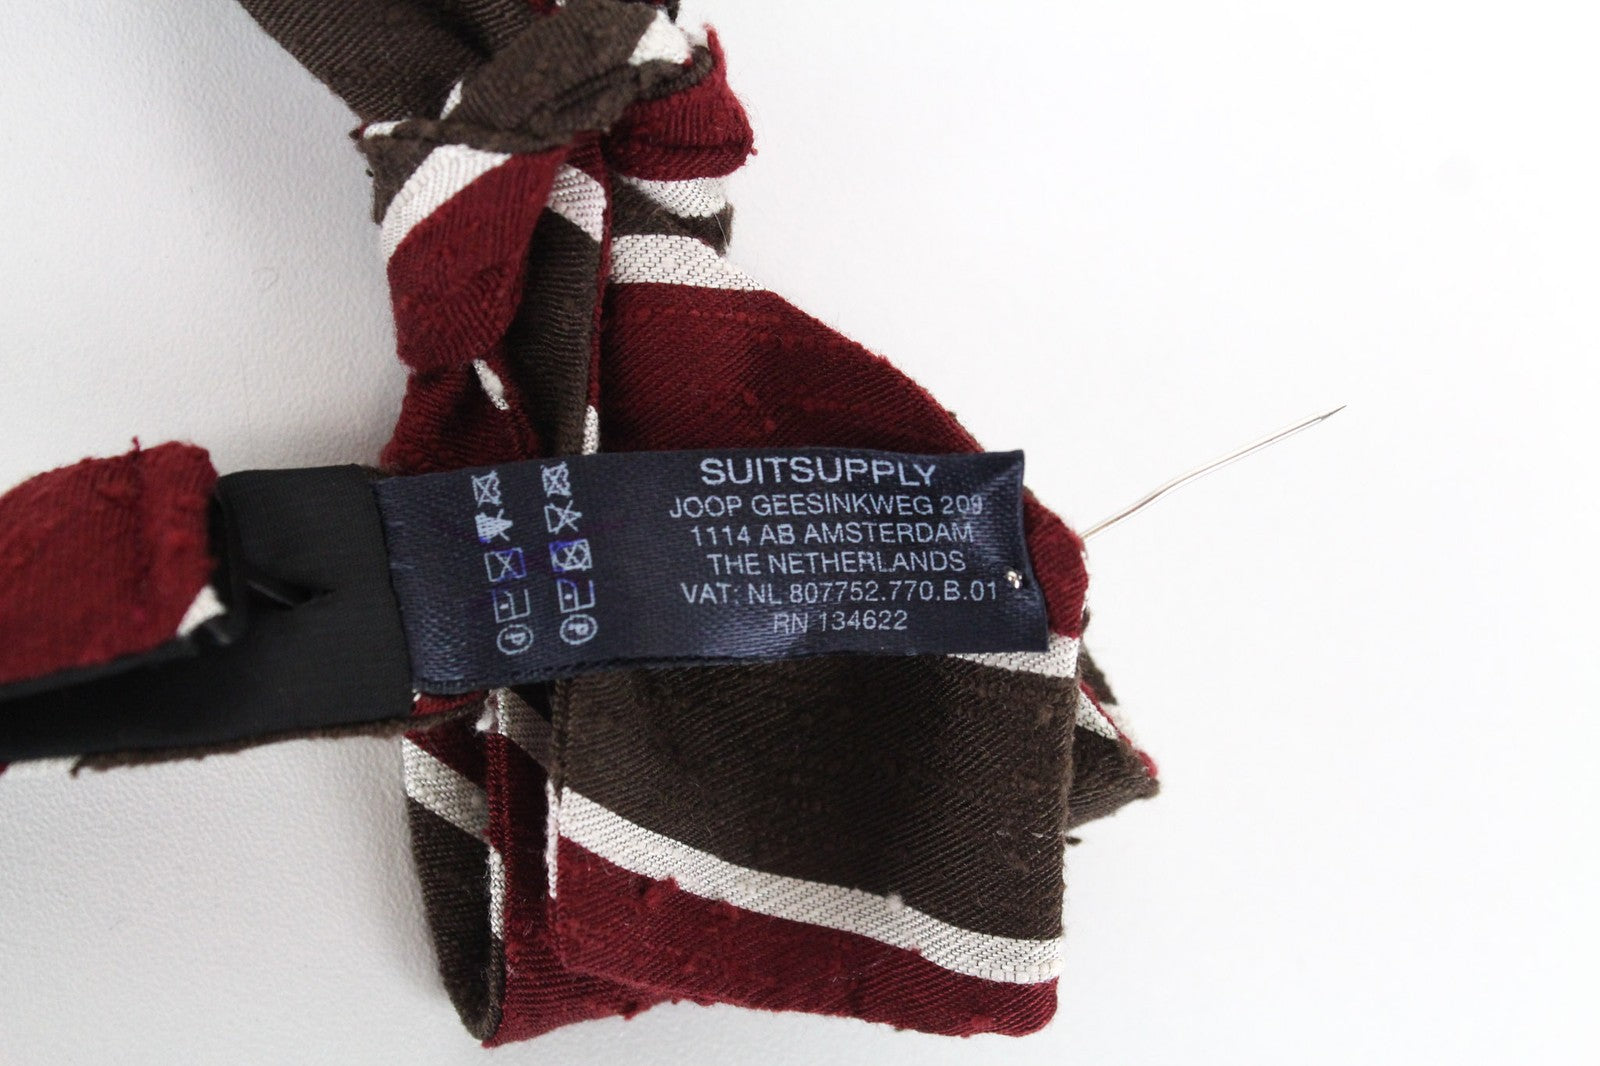 SUITSUPPLY
JOOP GEESINKWEG 209
1114 AB AMSTERDAM
THE NETHERLANDS
VAT: NL 807752.770.B.01
RN 134622
P
P